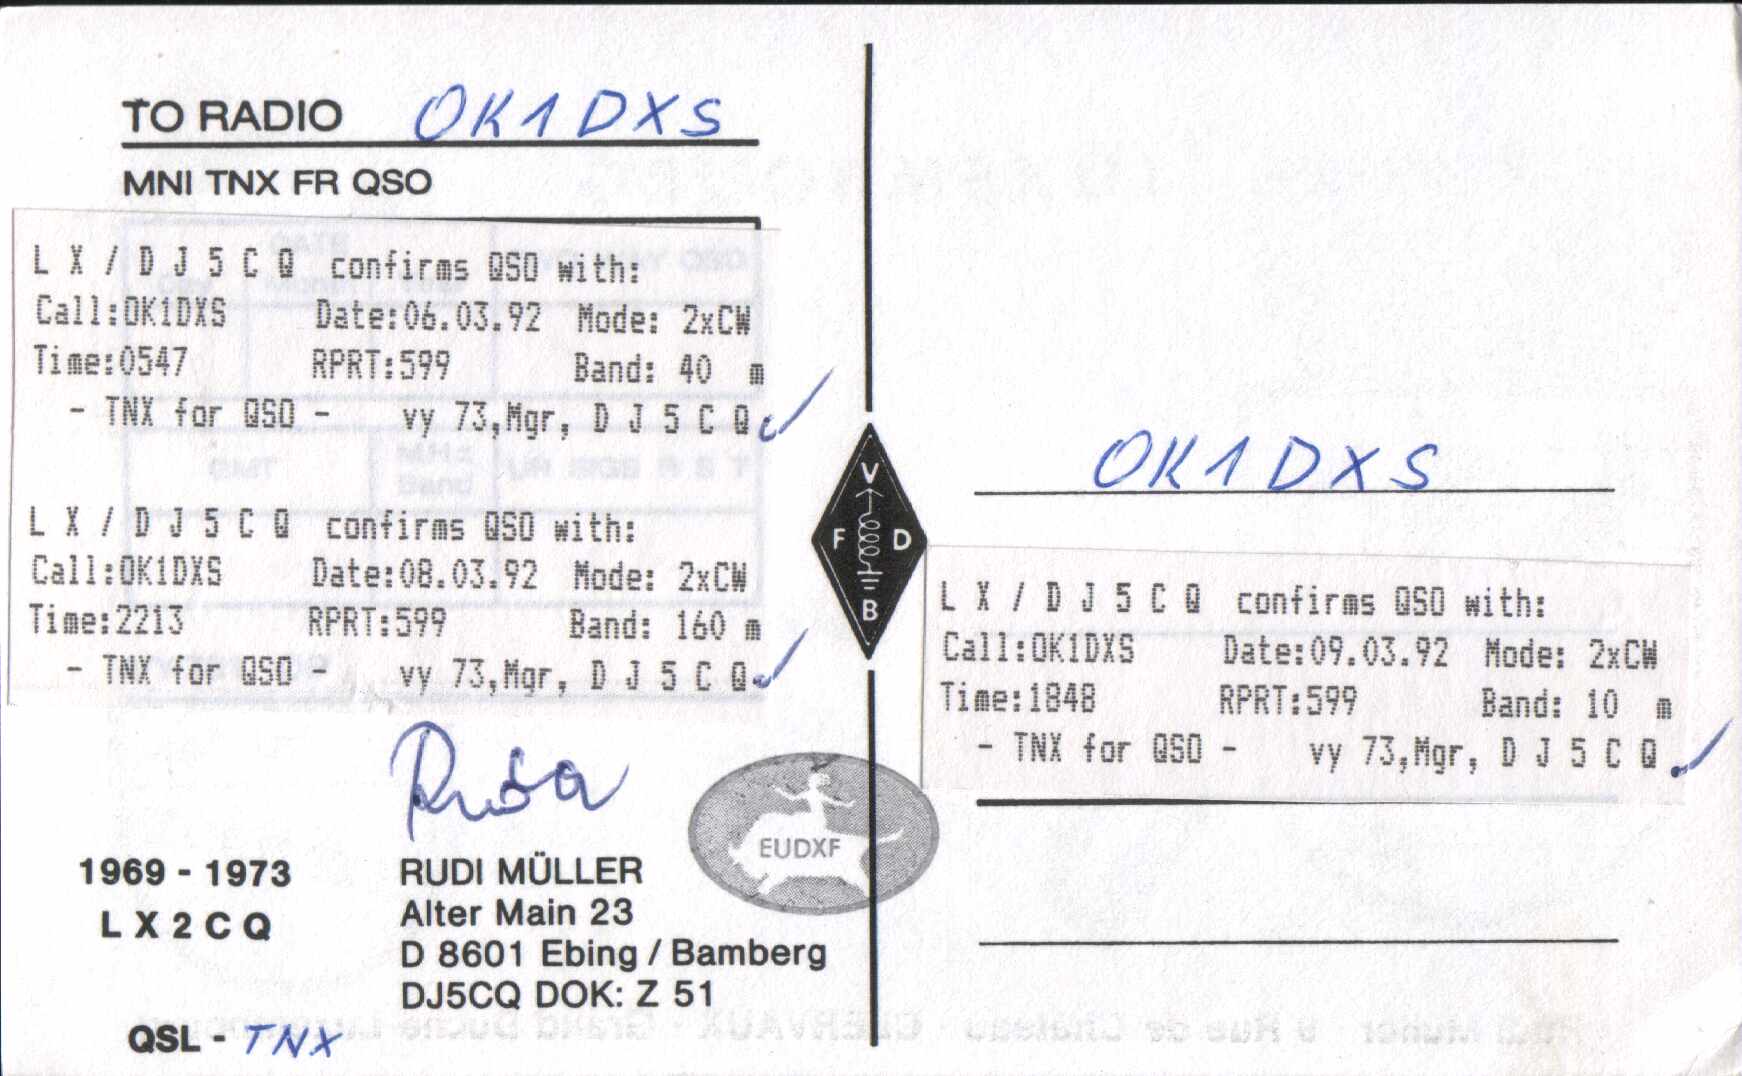 TO RADIO OK1DXS
MNI TNX FR QSO
L X / D J 5 C Q confirms QSO with:
Call:OK1DXS Date:06.03.92 Mode: 2xCW
Time:0547 RPRT:599 Band: 40 m
- TNX for QSO - vy 73,Mgr, D J 5 C Q
L X / D J 5 C Q confirms QSO with:
Call:OK1DXS Date:08.03.92 Mode: 2xCW
Time:2213 RPRT:599 Band: 160 m
- TNX for QSO - vy 73,Mgr, D J 5 C Q
1969 - 1973
L X 2 C Q
RUDI MÜLLER
Alter Main 23
D 8601 Ebing / Bamberg
DJ5CQ DOK: Z 51
QSL - TNX
V
F D
B
EUDXF
OK1DXS
L X / D J 5 C Q confirms QSO with:
Call:OK1DXS Date:09.03.92 Mode: 2xCW
Time:1848 RPRT:599 Band: 10 m
- TNX for QSO - vy 73,Mgr, D J 5 C Q